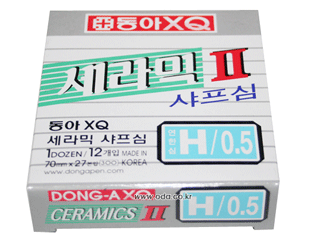 동아XQ
세라믹 II
샤프심
동아 XQ
세라믹 샤프심
1DOZEN / 12개입 MADE IN
KOREA
www.dongapen.com
H/0.5
www.oda.co.kr
DONG-A XQ
CERAMICS II
H/0.5